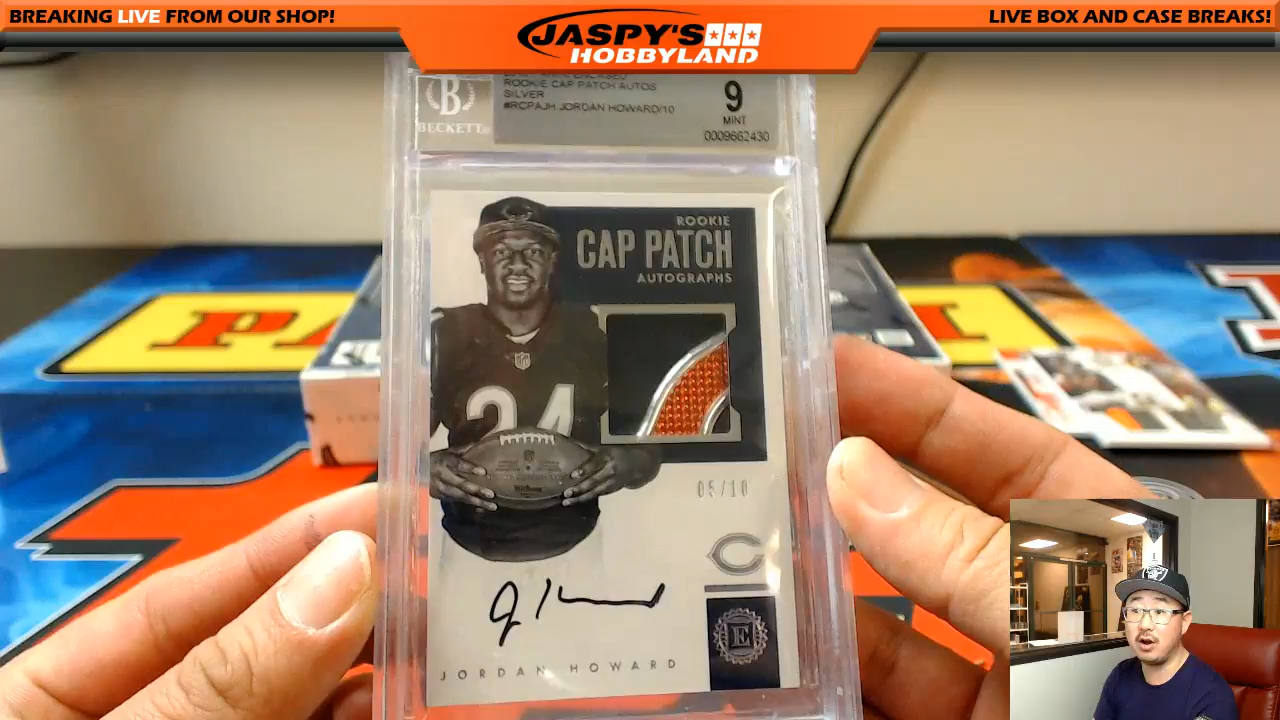 BREAKING LIVE FROM OUR SHOP!
JASPY'S
HOBBYLAND
LIVE BOX AND CASE BREAKS!
ROOKIE CAP PATCH AUTOS
SILVER
#RCPAJH JORDAN HOWARD/10
B
BECKETT
9
MINT
0009662430
ROOKIE
CAP PATCH
AUTOGRAPHS
24
05/10
C
E
JORDAN HOWARD